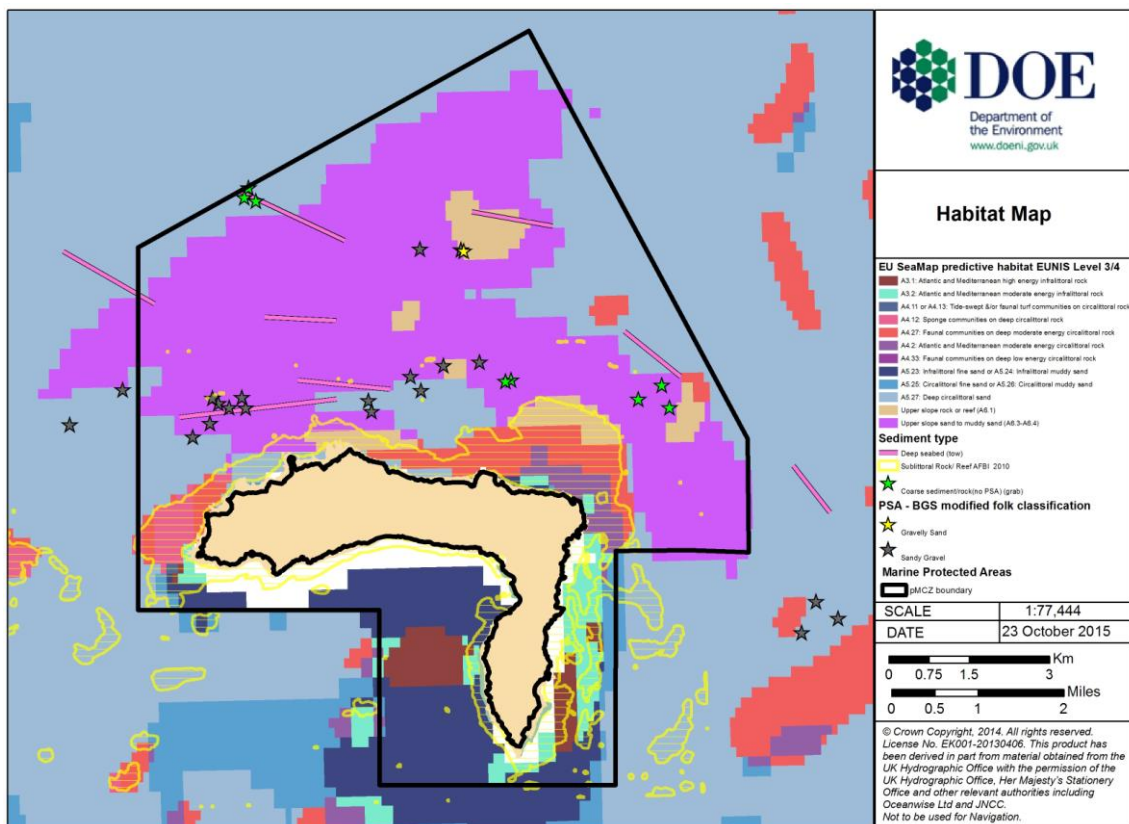 DOE
Department of
the Environment
www.doeni.gov.uk
Habitat Map
EU SeaMap predictive habitat EUNIS Level 3/4
A3.1: Atlantic and Mediterranean high energy infralittoral rock
A3.2: Atlantic and Mediterranean moderate energy infralittoral rock
A4.11 or A4.13: Tide-swept &/or faunal turf communities on circalittoral rock
A4.12: Sponge communities on deep circalittoral rock
A4.27: Faunal communities on deep moderate energy circalittoral rock
A4.2: Atlantic and Mediterranean moderate energy circalittoral rock
A4.33: Faunal communities on deep low energy circalittoral rock
A5.23: Infralittoral fine sand or A5.24: Infralittoral muddy sand
A5.25: Circalittoral fine sand or A5.26: Circalittoral muddy sand
A5.27: Deep circalittoral sand
Upper slope rock or reef (A6.1)
Upper slope sand to muddy sand (A6.3-A6.4)
Sediment type
Deep seabed (tow)
Sublittoral Rock/ Reef AFBI 2010
Coarse sediment/rock(no PSA) (grab)
PSA - BGS modified folk classification
Gravelly Sand
Sandy Gravel
Marine Protected Areas
pMCZ boundary
SCALE 1:77,444
DATE 23 October 2015
Km
0 0.75 1.5 3
Miles
0 0.5 1 2
© Crown Copyright, 2014. All rights reserved.
License No. EK001-20130406. This product has
been derived in part from material obtained from the
UK Hydrographic Office with the permission of the
UK Hydrographic Office, Her Majesty's Stationery
Office and other relevant authorities including
Oceanwise Ltd and JNCC.
Not to be used for Navigation.